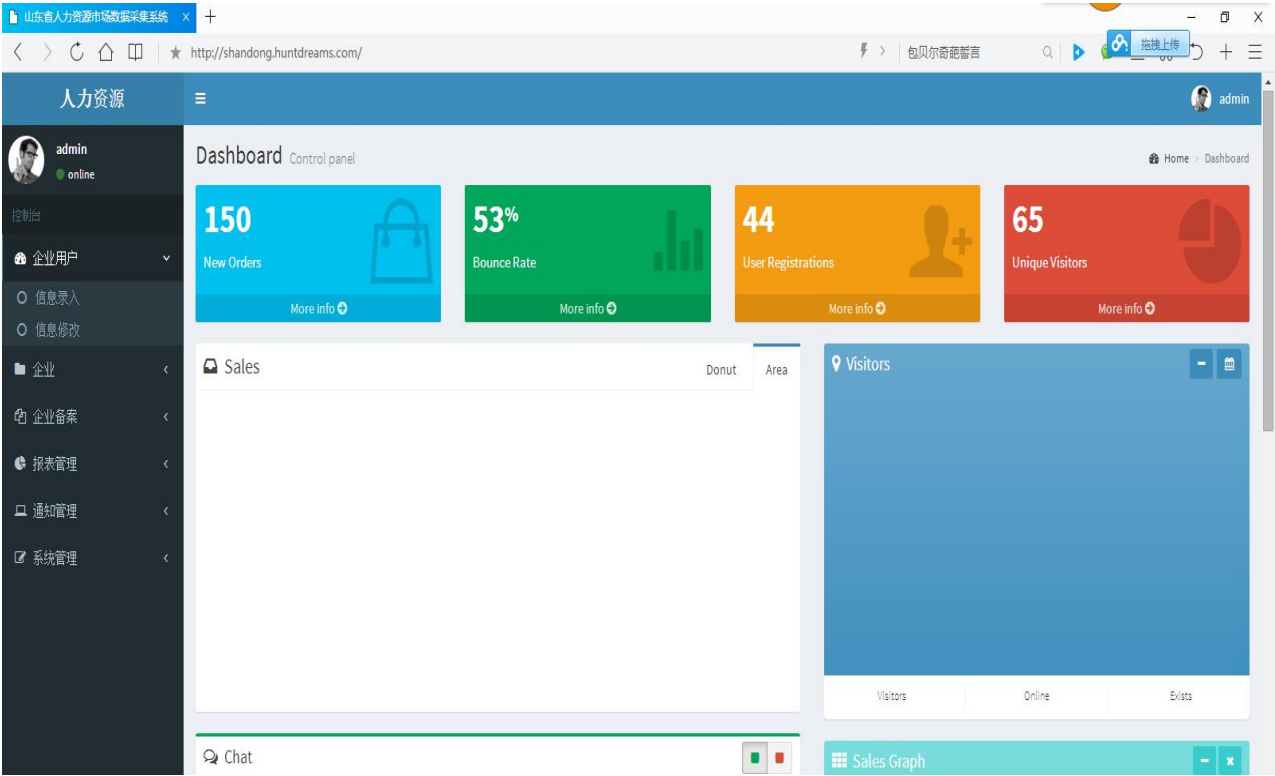 山东省人力资源市场数据采集系统
http://shandong.huntdreams.com/
包贝尔奇葩誓言
拖拽上传
人力资源
admin
admin
online
控制台
企业用户
信息录入
信息修改
企业
企业备案
报表管理
通知管理
系统管理
Dashboard Control panel
Home > Dashboard
150
New Orders
More info
53%
Bounce Rate
More info
44
User Registrations
More info
65
Unique Visitors
More info
Sales
Donut
Area
Visitors
Visitors
Online
Exists
Chat
Sales Graph